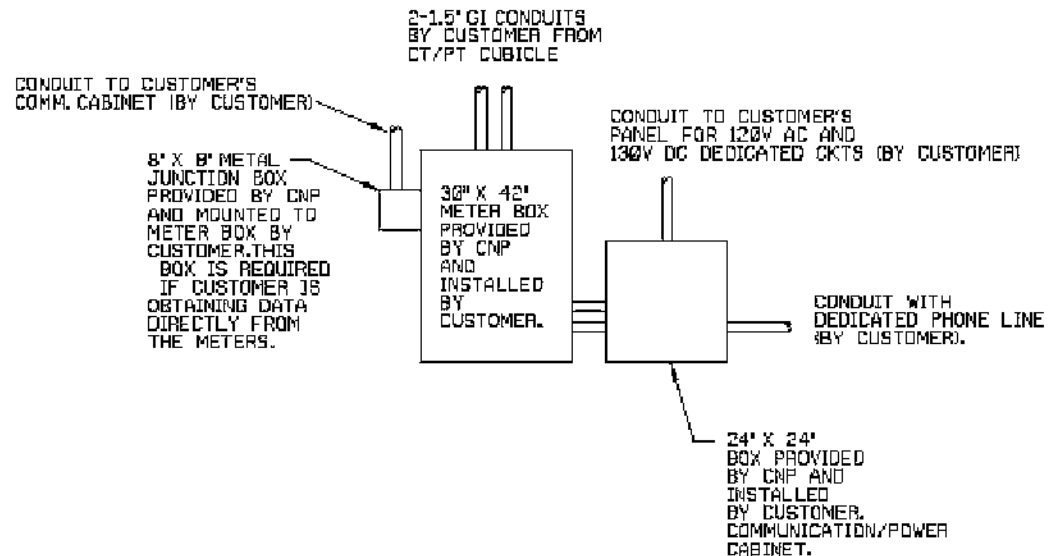 2-1.5" GI CONDUITS
BY CUSTOMER FROM
CT/PT CUBICLE
CONDUIT TO CUSTOMER'S
COMM. CABINET (BY CUSTOMER)
CONDUIT TO CUSTOMER'S
PANEL FOR 120V AC AND
130V DC DEDICATED CKTS (BY CUSTOMER)
8" X 8" METAL
JUNCTION BOX
PROVIDED BY CNP
AND MOUNTED TO
METER BOX BY
CUSTOMER.THIS
BOX IS REQUIRED
IF CUSTOMER IS
OBTAINING DATA
DIRECTLY FROM
THE METERS.
30" X 42"
METER BOX
PROVIDED
BY CNP
AND
INSTALLED
BY
CUSTOMER.
CONDUIT WITH
DEDICATED PHONE LINE
(BY CUSTOMER).
24" X 24"
BOX PROVIDED
BY CNP AND
INSTALLED
BY CUSTOMER.
COMMUNICATION/POWER
CABINET.